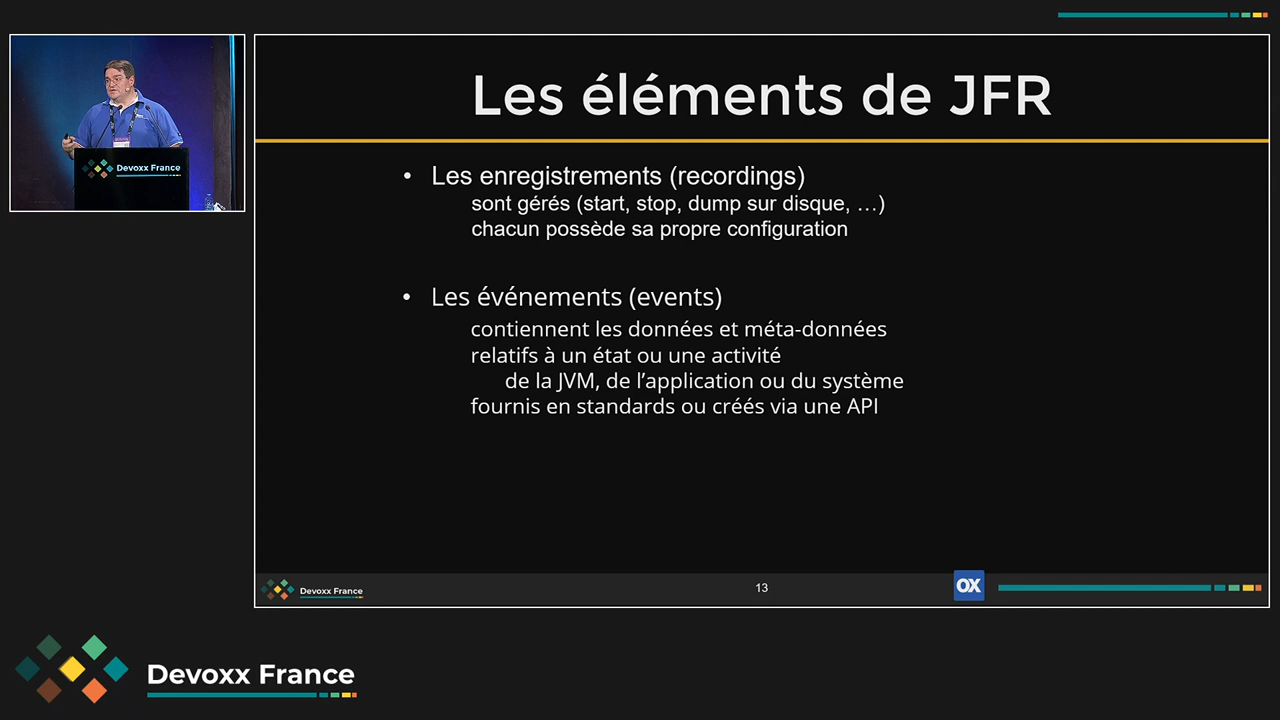 Devoxx France
Les éléments de JFR
• Les enregistrements (recordings)
sont gérés (start, stop, dump sur disque, …)
chacun possède sa propre configuration
• Les événements (events)
contiennent les données et méta-données
relatifs à un état ou une activité
de la JVM, de l’application ou du système
fournis en standards ou créés via une API
Devoxx France
13
OX
Devoxx France